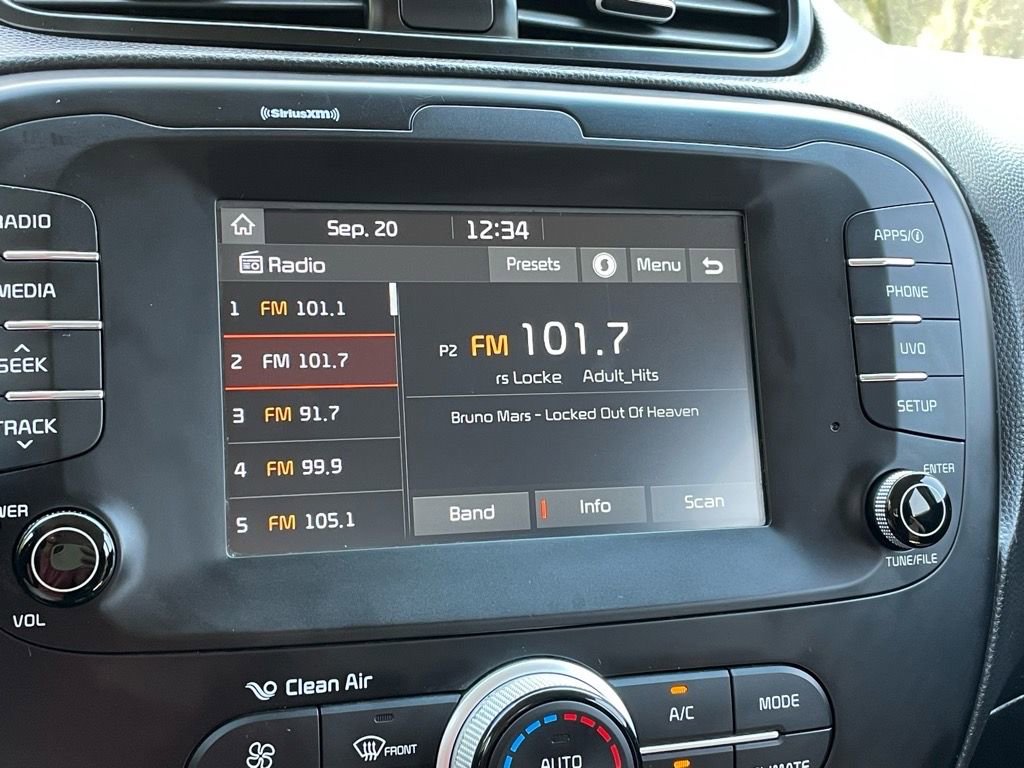 SiriusXM
Sep. 20 12:34
Radio Presets Menu
1 FM 101.1
2 FM 101.7
3 FM 91.7
4 FM 99.9
5 FM 105.1
P2 FM 101.7
rs Locke Adult_Hits
Bruno Mars - Locked Out Of Heaven
Band Info Scan
RADIO
MEDIA
SEEK
TRACK
WER
VOL
APPS/i
PHONE
UVO
SETUP
ENTER
TUNE/FILE
Clean Air
FRONT
AUTO
A/C
MODE
CLIMATE